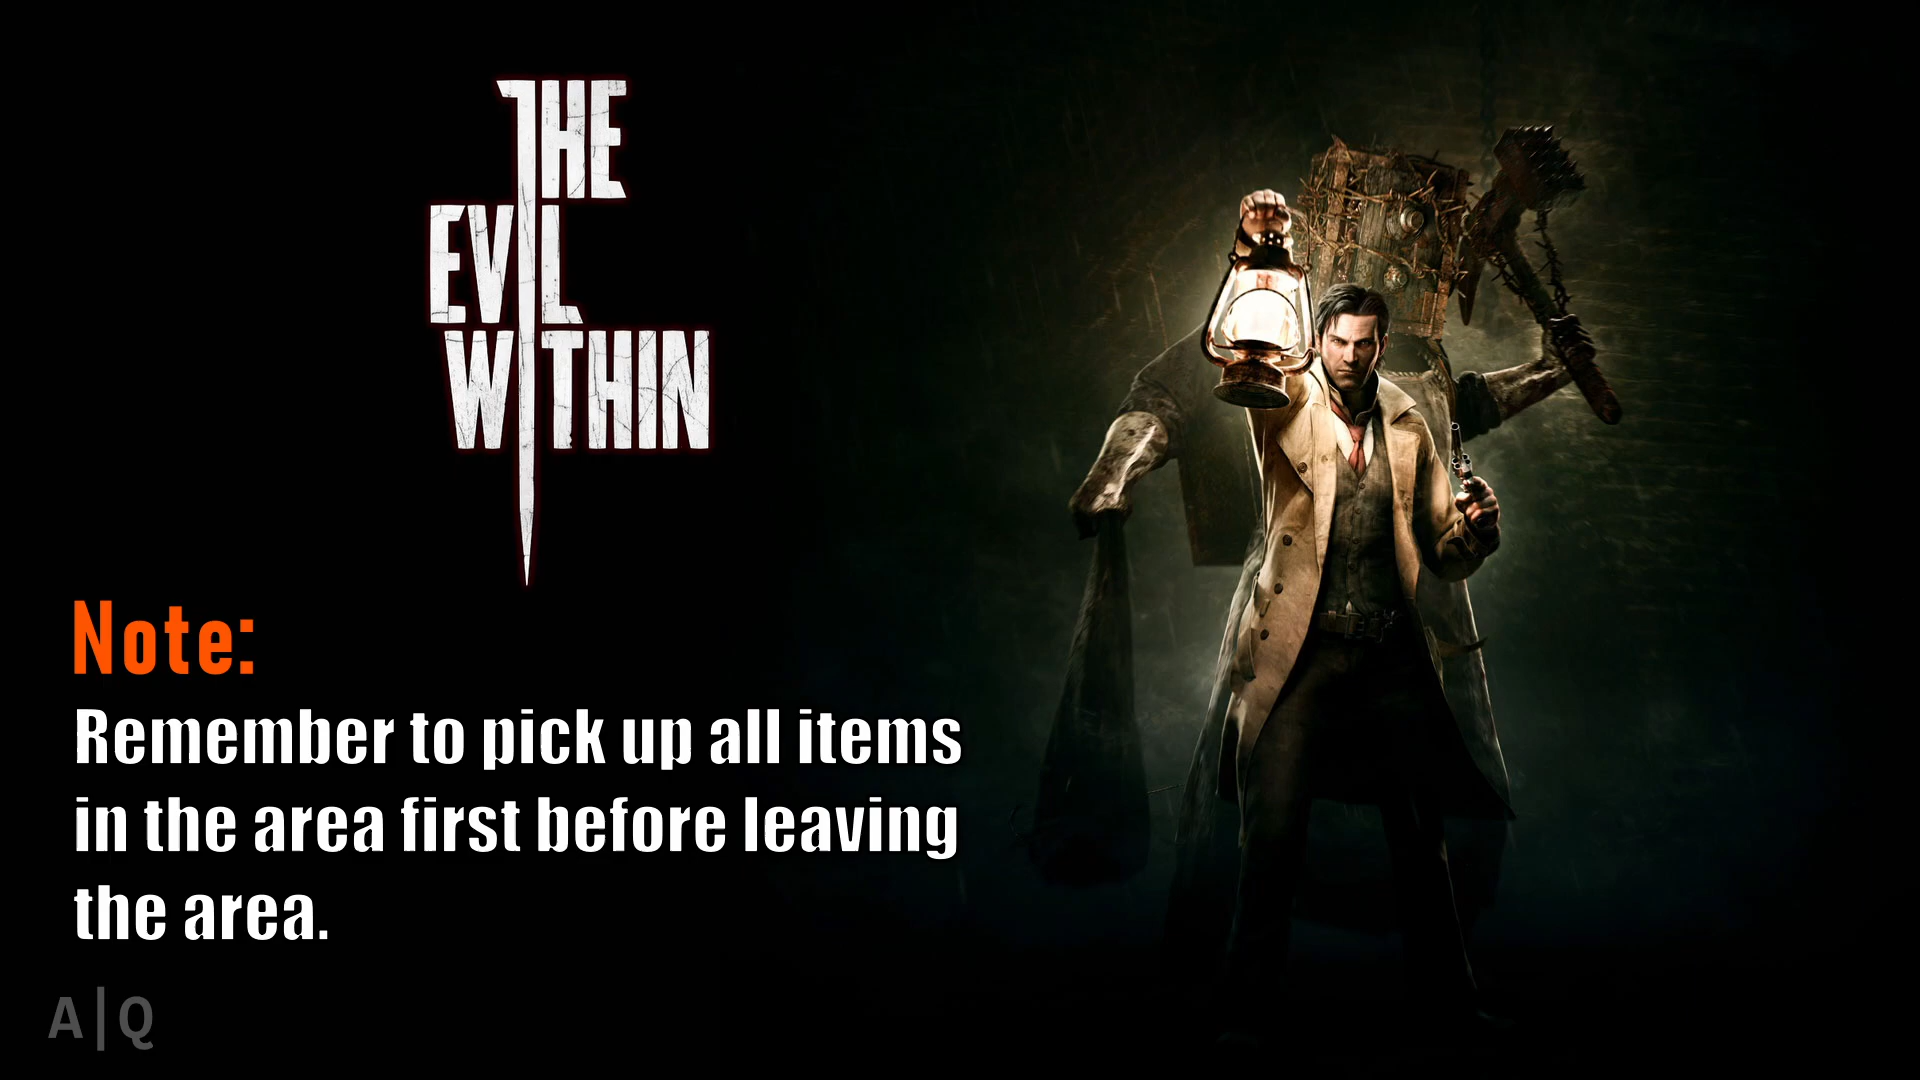 THE
EVIL
WITHIN
Note:
Remember to pick up all items
in the area first before leaving
the area.
A|Q